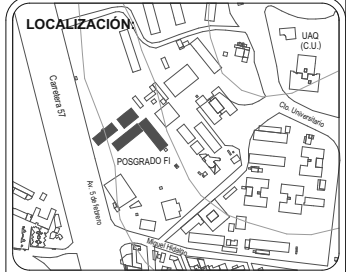 LOCALIZACIÓN:
UAQ
(C.U.)
Carretera 57
Cto. Universitario
POSGRADO FI
Av. 5 de febrero
Miguel Hidalgo